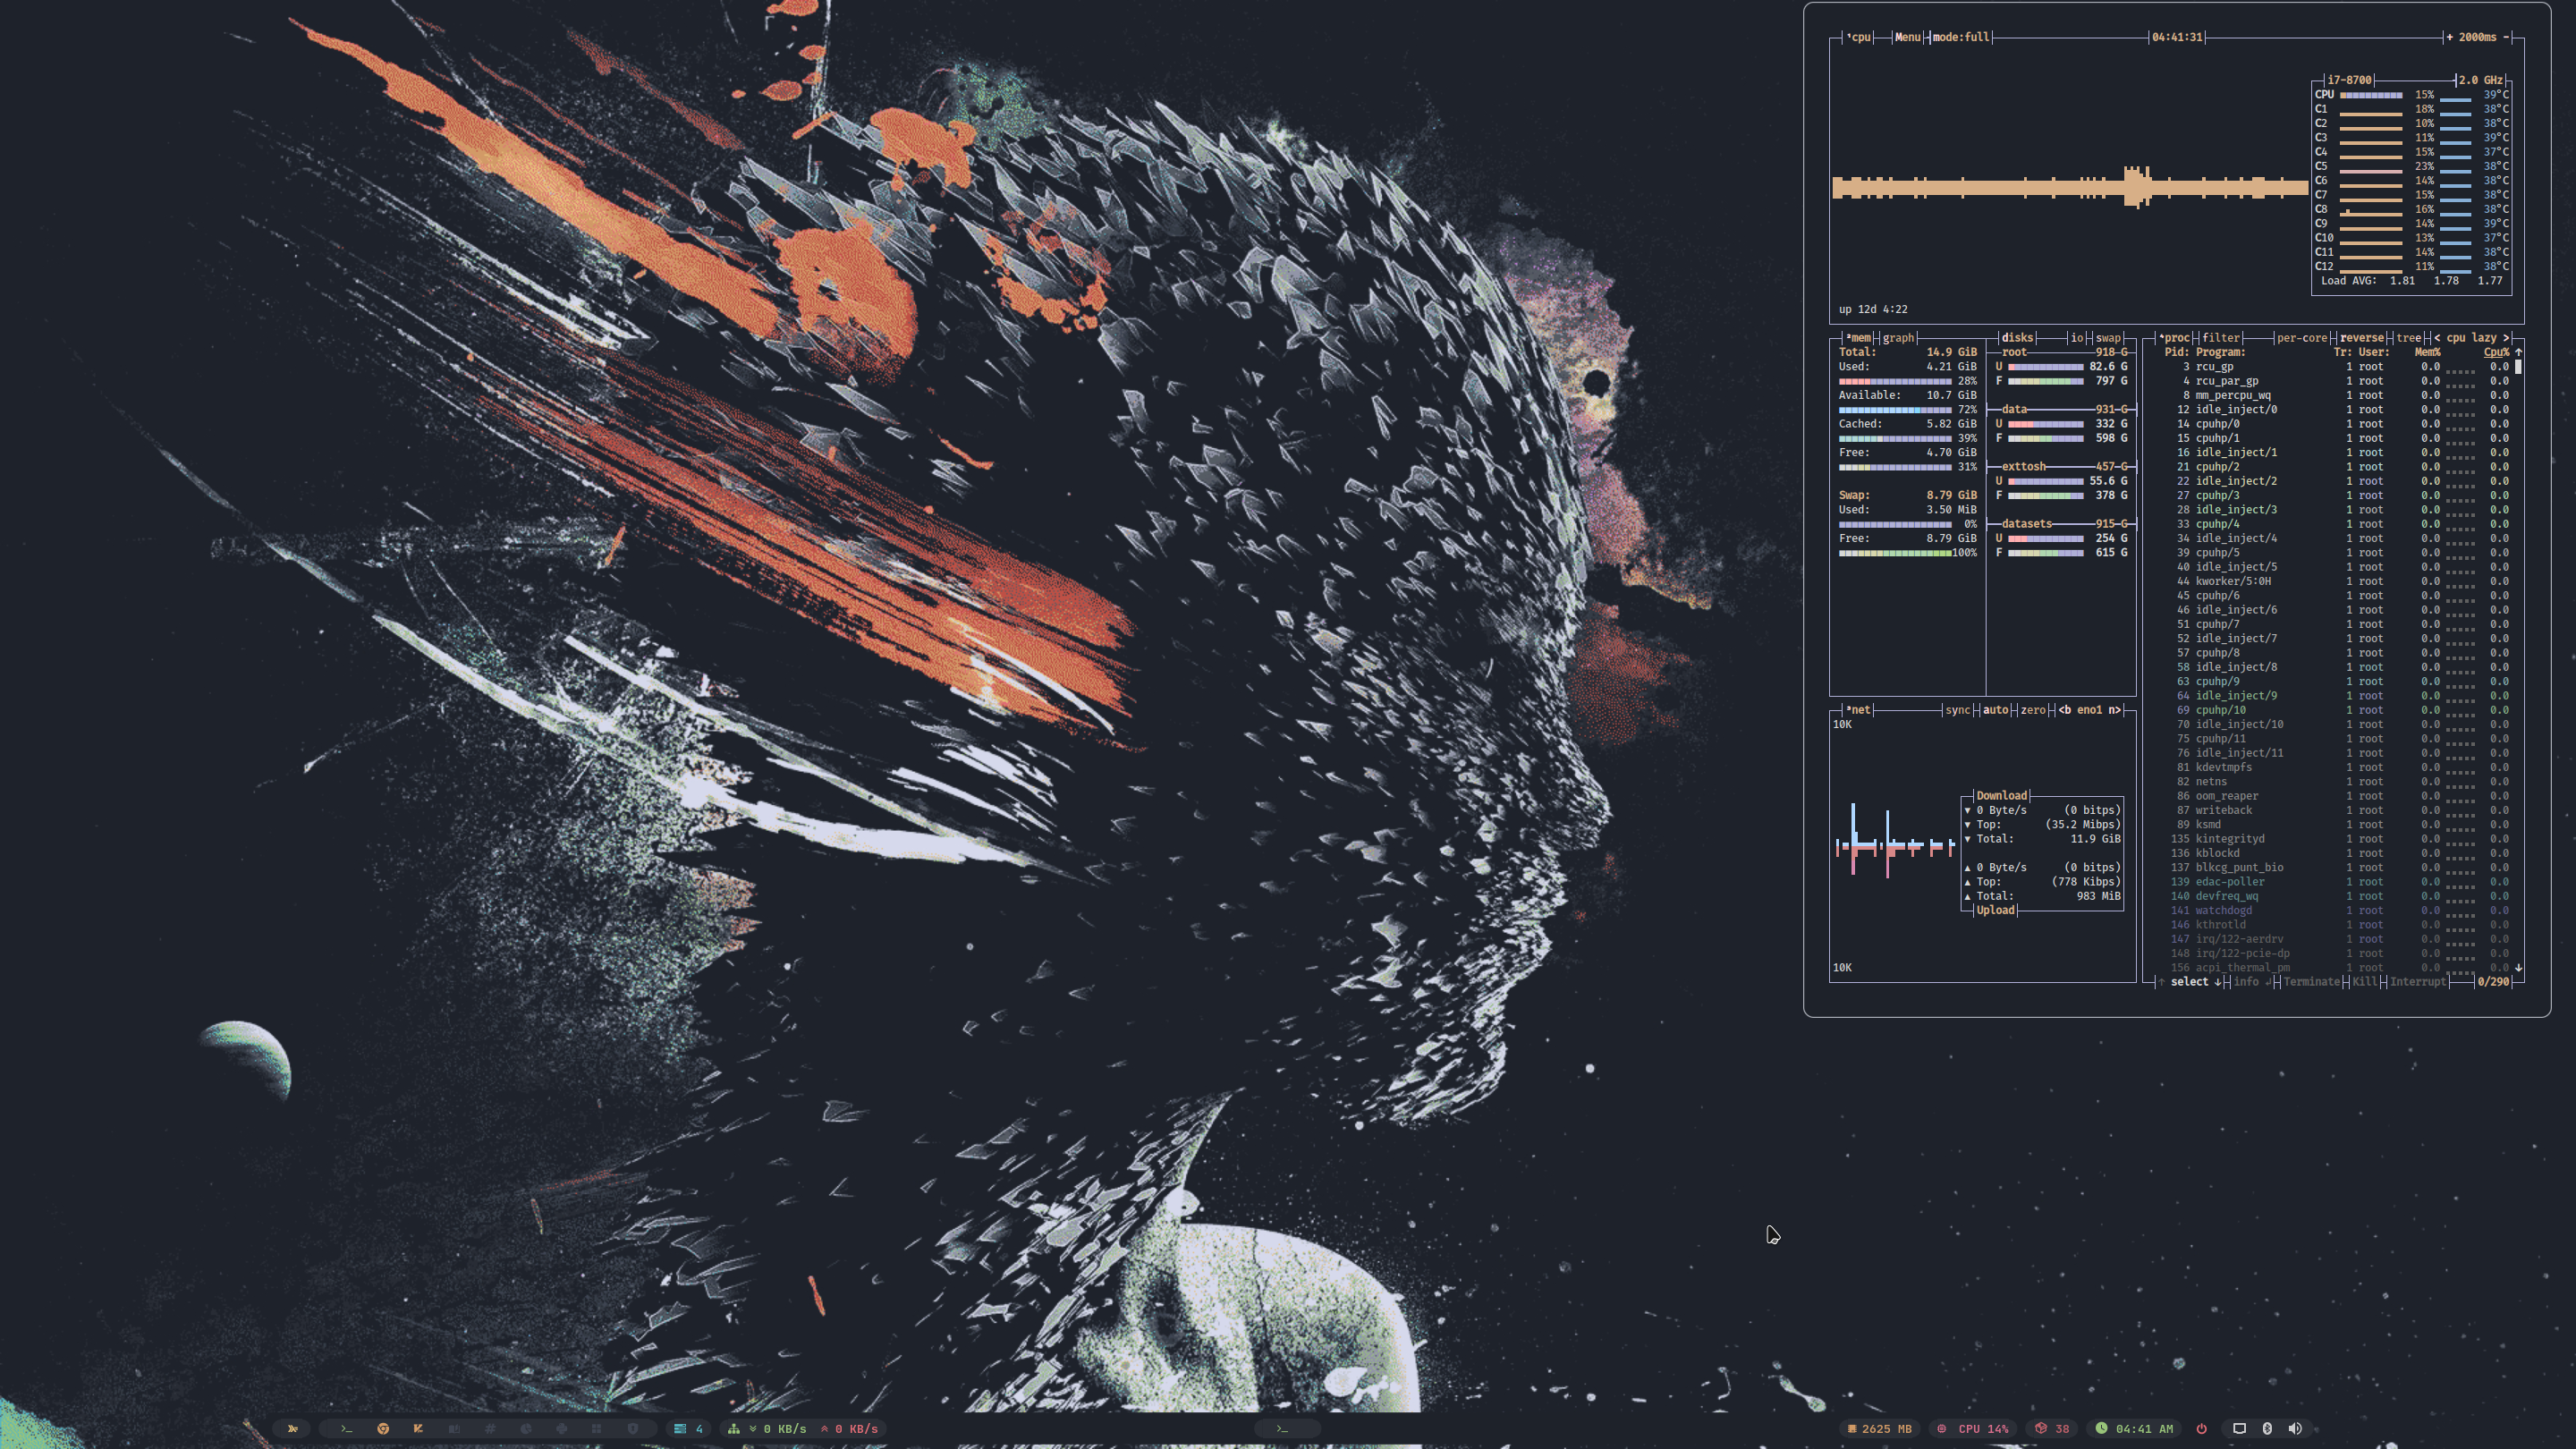 ¹cpu Menu mode:full 04:41:31 + 2000ms -
i7-8700 2.0 GHz
CPU 15% 39°C
C1 18% 38°C
C2 10% 38°C
C3 11% 39°C
C4 15% 37°C
C5 23% 38°C
C6 14% 38°C
C7 15% 38°C
C8 16% 38°C
C9 14% 39°C
C10 13% 37°C
C11 14% 38°C
C12 11% 38°C
Load AVG: 1.81 1.78 1.77
up 12d 4:22
²mem graph
Total: 14.9 GiB
Used: 4.21 GiB
28%
Available: 10.7 GiB
72%
Cached: 5.82 GiB
39%
Free: 4.70 GiB
31%
Swap: 8.79 GiB
Used: 3.50 MiB
0%
Free: 8.79 GiB
100%
disks io swap
root 918 G
U 82.6 G
F 797 G
data 931 G
U 332 G
F 598 G
exttosh 457 G
U 55.6 G
F 378 G
datasets 915 G
U 254 G
F 615 G
³net sync auto zero <b eno1 n>
10K
Download
▼ 0 Byte/s (0 bitps)
▼ Top: (35.2 Mibps)
▼ Total: 11.9 GiB
▲ 0 Byte/s (0 bitps)
▲ Top: (778 Kibps)
▲ Total: 983 MiB
Upload
10K
⁴proc filter per-core reverse tree < cpu lazy >
Pid: Program: Tr: User: Mem% Cpu% ↑
3 rcu_gp 1 root 0.0 0.0
4 rcu_par_gp 1 root 0.0 0.0
8 mm_percpu_wq 1 root 0.0 0.0
12 idle_inject/0 1 root 0.0 0.0
14 cpuhp/0 1 root 0.0 0.0
15 cpuhp/1 1 root 0.0 0.0
16 idle_inject/1 1 root 0.0 0.0
21 cpuhp/2 1 root 0.0 0.0
22 idle_inject/2 1 root 0.0 0.0
27 cpuhp/3 1 root 0.0 0.0
28 idle_inject/3 1 root 0.0 0.0
33 cpuhp/4 1 root 0.0 0.0
34 idle_inject/4 1 root 0.0 0.0
39 cpuhp/5 1 root 0.0 0.0
40 idle_inject/5 1 root 0.0 0.0
44 kworker/5:0H 1 root 0.0 0.0
45 cpuhp/6 1 root 0.0 0.0
46 idle_inject/6 1 root 0.0 0.0
51 cpuhp/7 1 root 0.0 0.0
52 idle_inject/7 1 root 0.0 0.0
57 cpuhp/8 1 root 0.0 0.0
58 idle_inject/8 1 root 0.0 0.0
63 cpuhp/9 1 root 0.0 0.0
64 idle_inject/9 1 root 0.0 0.0
69 cpuhp/10 1 root 0.0 0.0
70 idle_inject/10 1 root 0.0 0.0
75 cpuhp/11 1 root 0.0 0.0
76 idle_inject/11 1 root 0.0 0.0
81 kdevtmpfs 1 root 0.0 0.0
82 netns 1 root 0.0 0.0
86 oom_reaper 1 root 0.0 0.0
87 writeback 1 root 0.0 0.0
89 ksmd 1 root 0.0 0.0
135 kintegrityd 1 root 0.0 0.0
136 kblockd 1 root 0.0 0.0
137 blkcg_punt_bio 1 root 0.0 0.0
139 edac-poller 1 root 0.0 0.0
140 devfreq_wq 1 root 0.0 0.0
141 watchdogd 1 root 0.0 0.0
146 kthrotld 1 root 0.0 0.0
147 irq/122-aerdrv 1 root 0.0 0.0
148 irq/122-pcie-dp 1 root 0.0 0.0
156 acpi_thermal_pm 1 root 0.0 0.0 ↓
↑ select ↓ info ↲ Terminate Kill Interrupt 0/290
4 0 KB/s 0 KB/s 2625 MB CPU 14% 38 04:41 AM